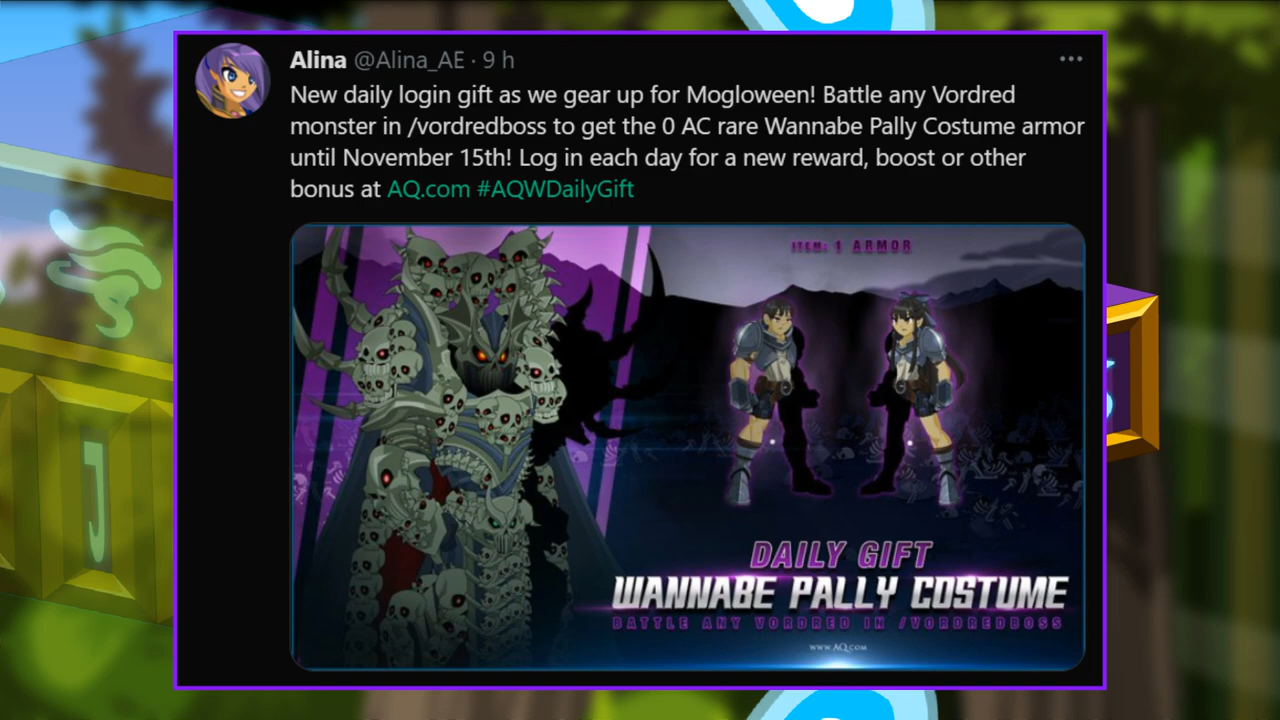 Alina @Alina_AE · 9 h
New daily login gift as we gear up for Mogloween! Battle any Vordred
monster in /vordredboss to get the 0 AC rare Wannabe Pally Costume armor
until November 15th! Log in each day for a new reward, boost or other
bonus at AQ.com #AQWDailyGift
ITEM: 1 ARMOR
DAILY GIFT
WANNABE PALLY COSTUME
BATTLE ANY VORDRED IN /VORDREDBOSS
WWW.AQ.COM